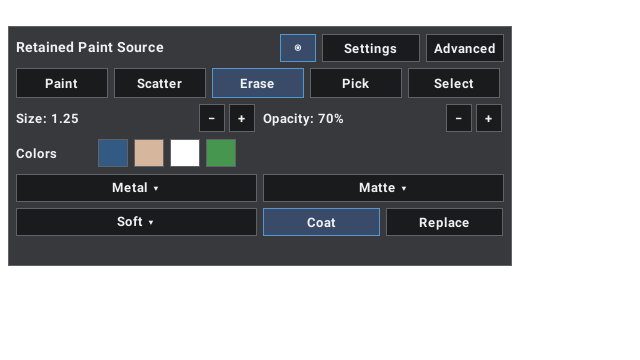 Retained Paint Source ◉ Settings Advanced
Paint Scatter Erase Pick Select
Size: 1.25 − + Opacity: 70% − +
Colors
Metal ▾ Matte ▾
Soft ▾ Coat Replace